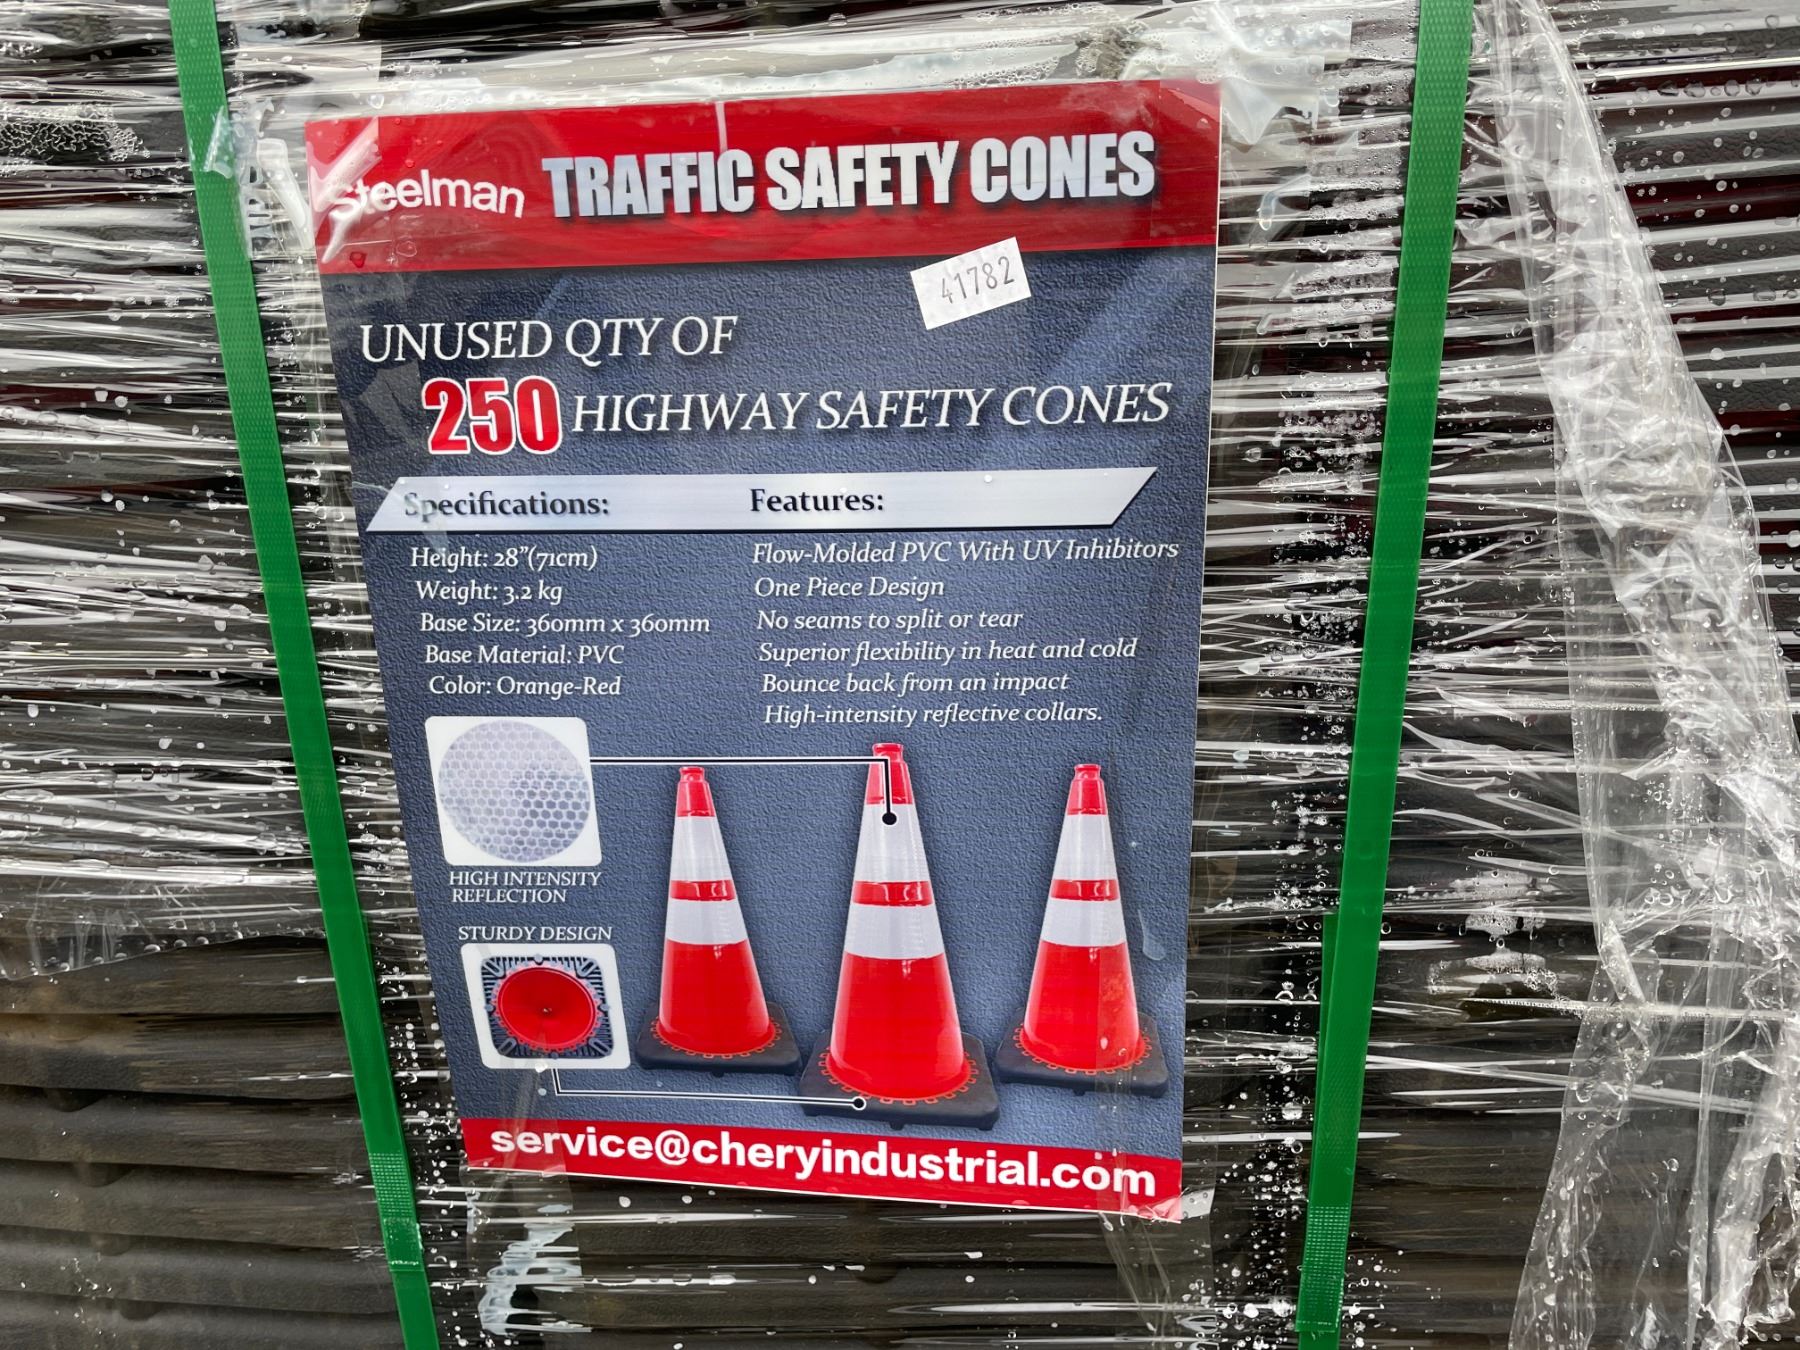 Steelman TRAFFIC SAFETY CONES
41782
UNUSED QTY OF
250 HIGHWAY SAFETY CONES
Specifications:
Height: 28”(71cm)
Weight: 3.2 kg
Base Size: 360mm x 360mm
Base Material: PVC
Color: Orange-Red
Features:
Flow-Molded PVC With UV Inhibitors
One Piece Design
No seams to split or tear
Superior flexibility in heat and cold
Bounce back from an impact
High-intensity reflective collars.
HIGH INTENSITY
REFLECTION
STURDY DESIGN
service@cheryindustrial.com